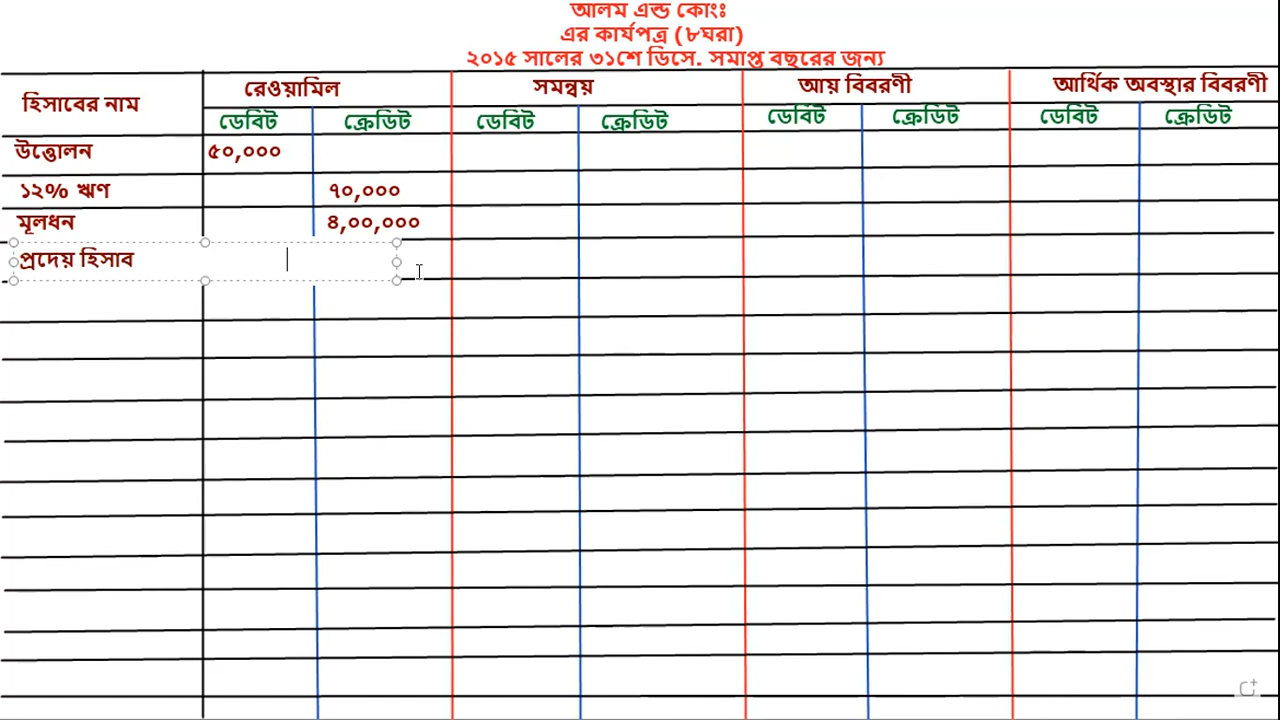 আলম এন্ড কোংঃ
এর কার্যপত্র (৮ঘরা)
২০১৫ সালের ৩১শে ডিসে. সমাপ্ত বছরের জন্য
হিসাবের নাম রেওয়ামিল সমন্বয় আয় বিবরণী আর্থিক অবস্থার বিবরণী
ডেবিট ক্রেডিট ডেবিট ক্রেডিট ডেবিট ক্রেডিট ডেবিট ক্রেডিট
উত্তোলন ৫০,০০০
১২% ঋণ ৭০,০০০
মূলধন ৪,০০,০০০
প্রদেয় হিসাব